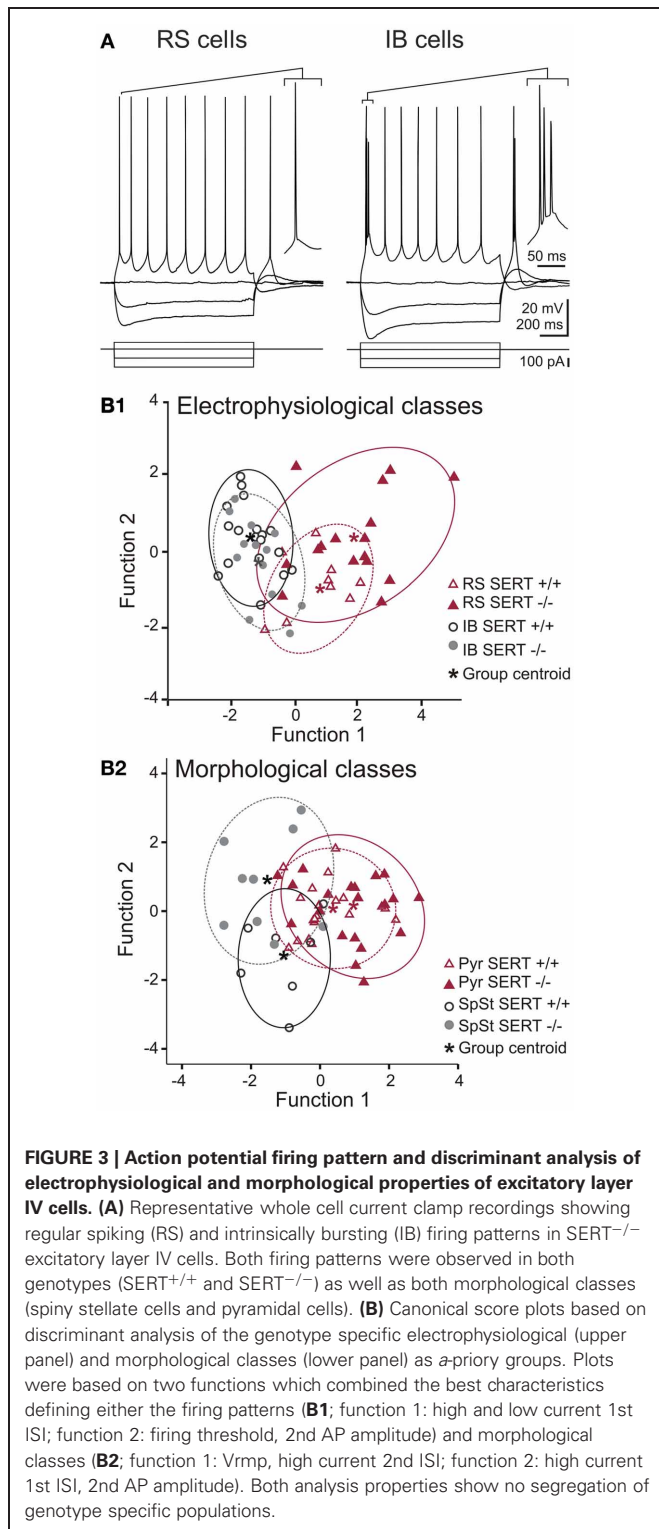 A RS cells IB cells
50 ms
20 mV
200 ms
100 pA
B1 Electrophysiological classes
4
2
0
-2
-4
Function 2
-2 0 2 4
Function 1
RS SERT +/+
RS SERT -/-
IB SERT +/+
IB SERT -/-
* Group centroid
B2 Morphological classes
4
2
0
-2
-4
Function 2
-4 -2 0 2 4
Function 1
Pyr SERT +/+
Pyr SERT -/-
SpSt SERT +/+
SpSt SERT -/-
* Group centroid
FIGURE 3 | Action potential firing pattern and discriminant analysis of
electrophysiological and morphological properties of excitatory layer
IV cells. (A) Representative whole cell current clamp recordings showing
regular spiking (RS) and intrinsically bursting (IB) firing patterns in SERT−/−
excitatory layer IV cells. Both firing patterns were observed in both
genotypes (SERT+/+ and SERT−/−) as well as both morphological classes
(spiny stellate cells and pyramidal cells). (B) Canonical score plots based on
discriminant analysis of the genotype specific electrophysiological (upper
panel) and morphological classes (lower panel) as a-priory groups. Plots
were based on two functions which combined the best characteristics
defining either the firing patterns (B1; function 1: high and low current 1st
ISI; function 2: firing threshold, 2nd AP amplitude) and morphological
classes (B2; function 1: Vrmp, high current 2nd ISI; function 2: high current
1st ISI, 2nd AP amplitude). Both analysis properties show no segregation of
genotype specific populations.